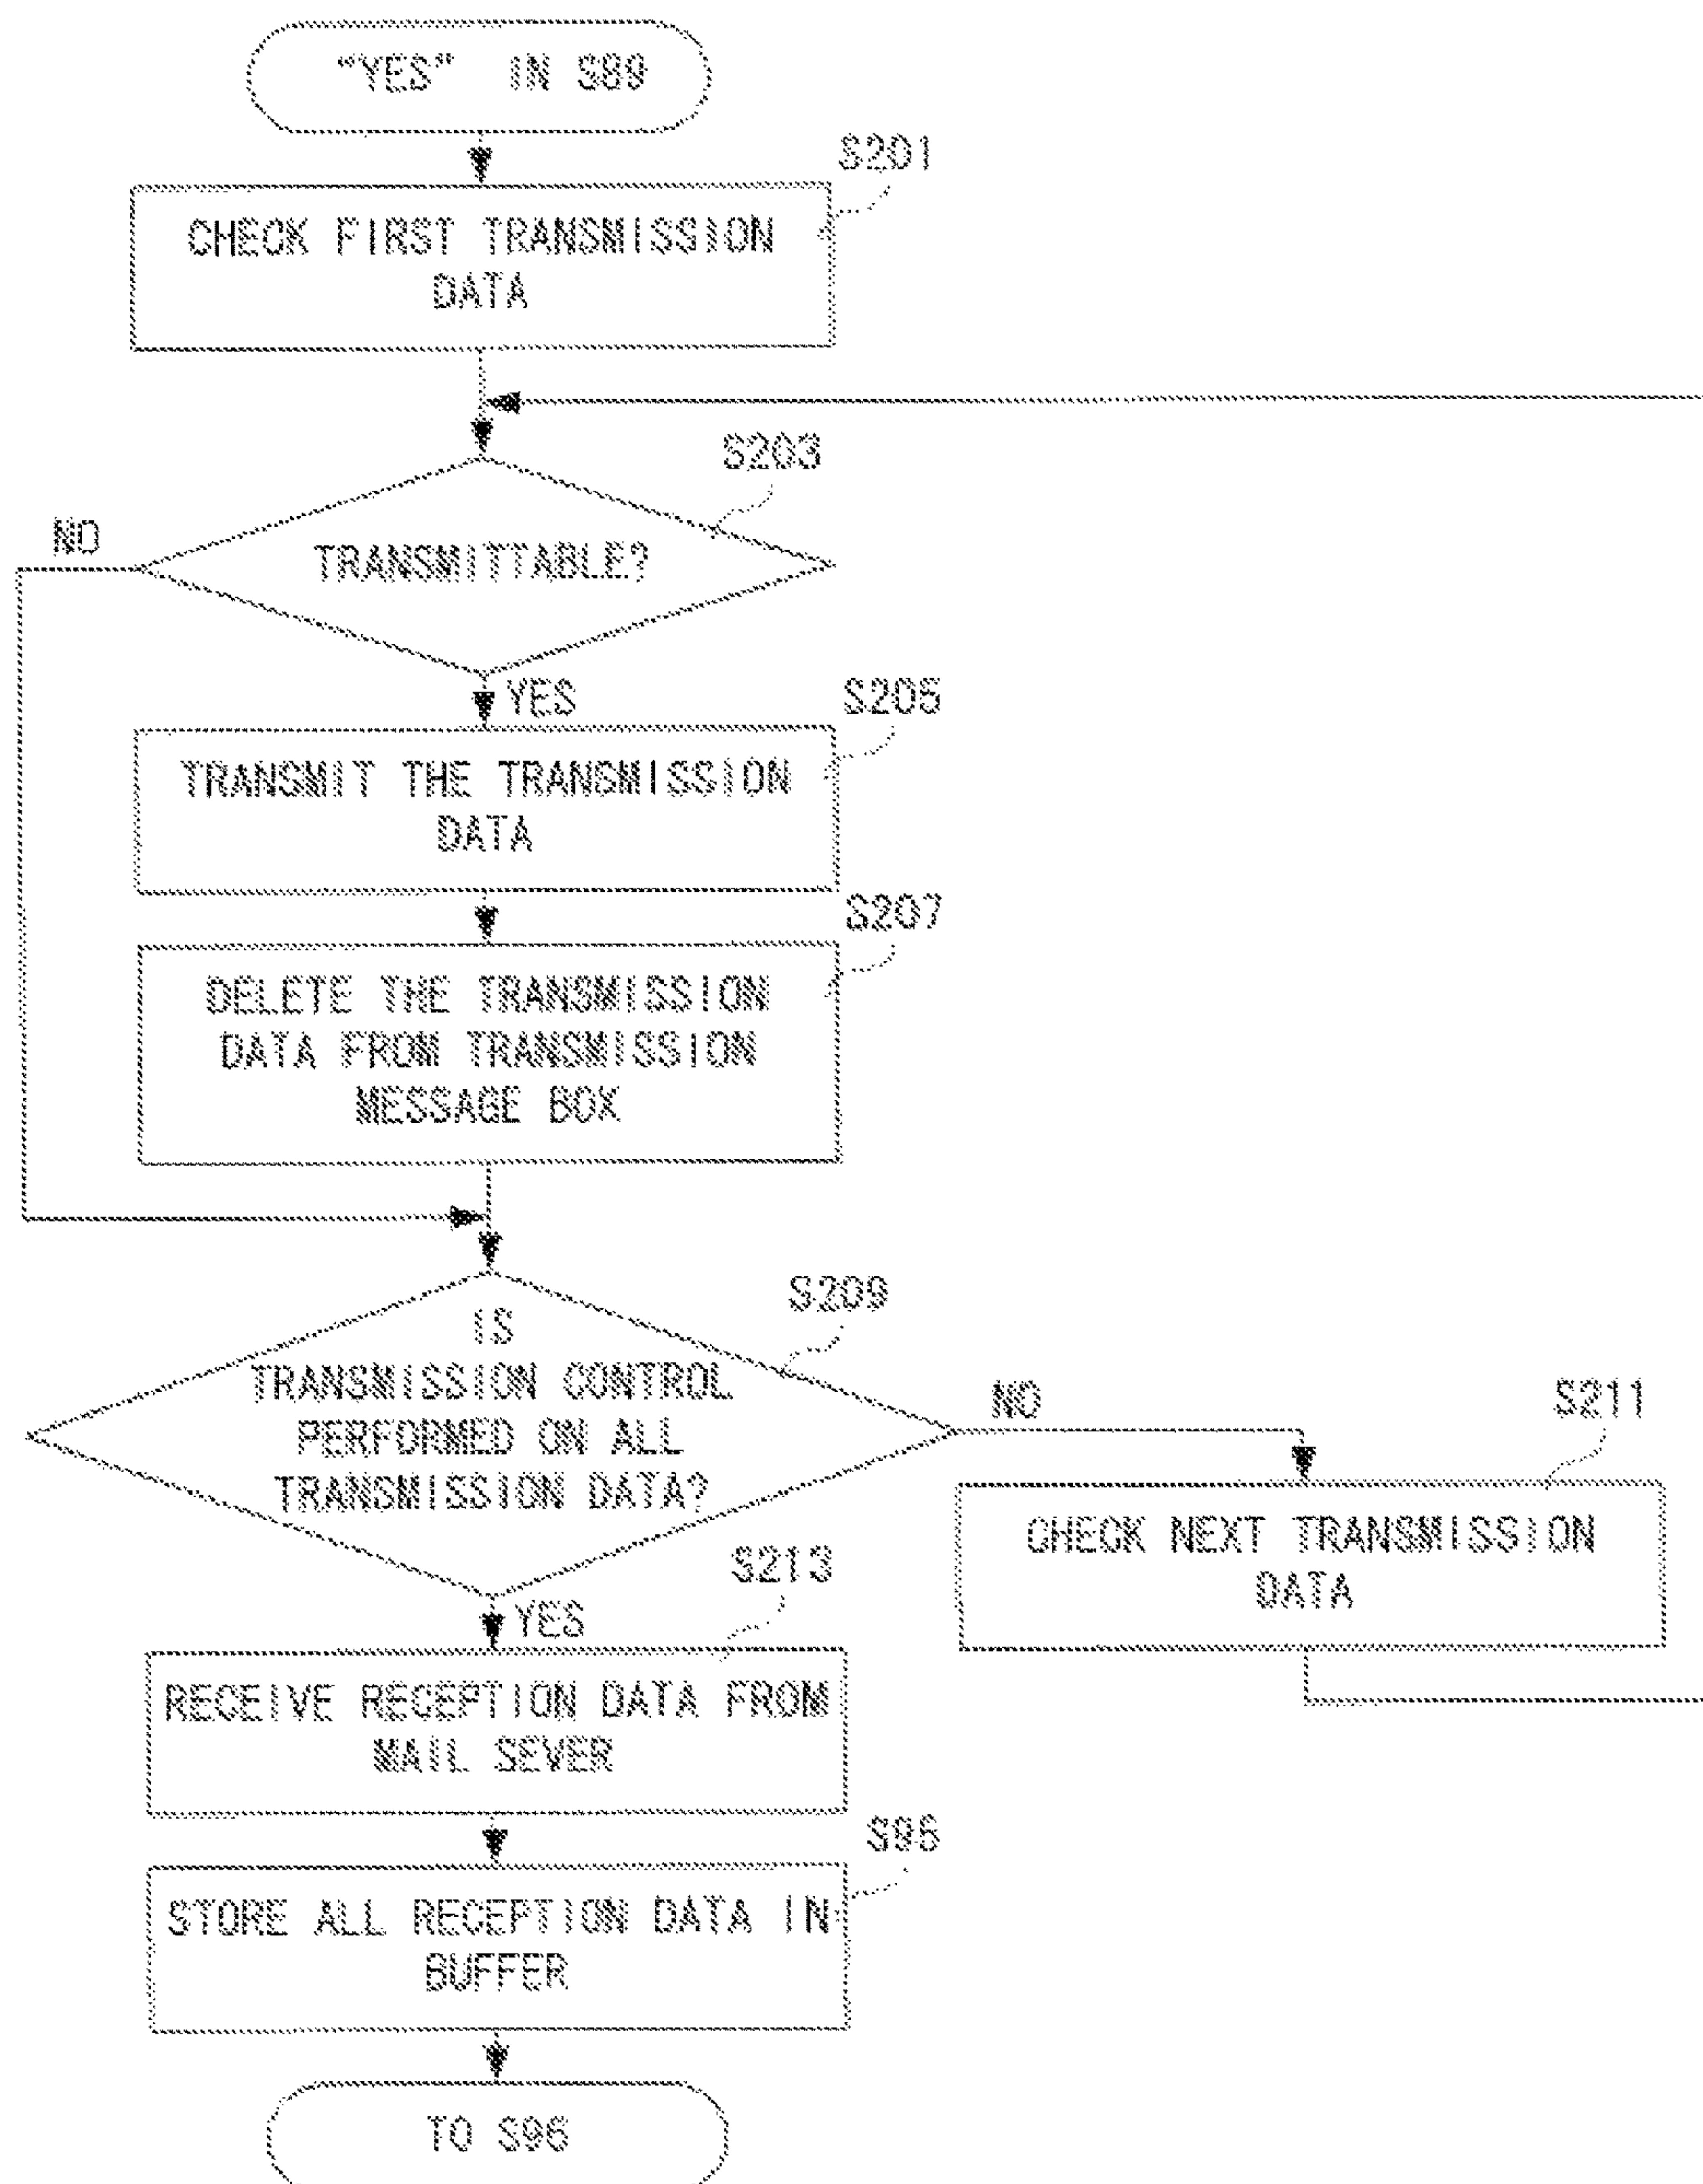 "YES" IN S89
S201
CHECK FIRST TRANSMISSION
DATA
S203
NO
TRANSMITTABLE?
YES
S205
TRANSMIT THE TRANSMISSION
DATA
S207
DELETE THE TRANSMISSION
DATA FROM TRANSMISSION
MESSAGE BOX
S209
IS
TRANSMISSION CONTROL
PERFORMED ON ALL
TRANSMISSION DATA?
NO
S211
CHECK NEXT TRANSMISSION
DATA
YES
S213
RECEIVE RECEPTION DATA FROM
MAIL SEVER
S95
STORE ALL RECEPTION DATA IN
BUFFER
TO S96